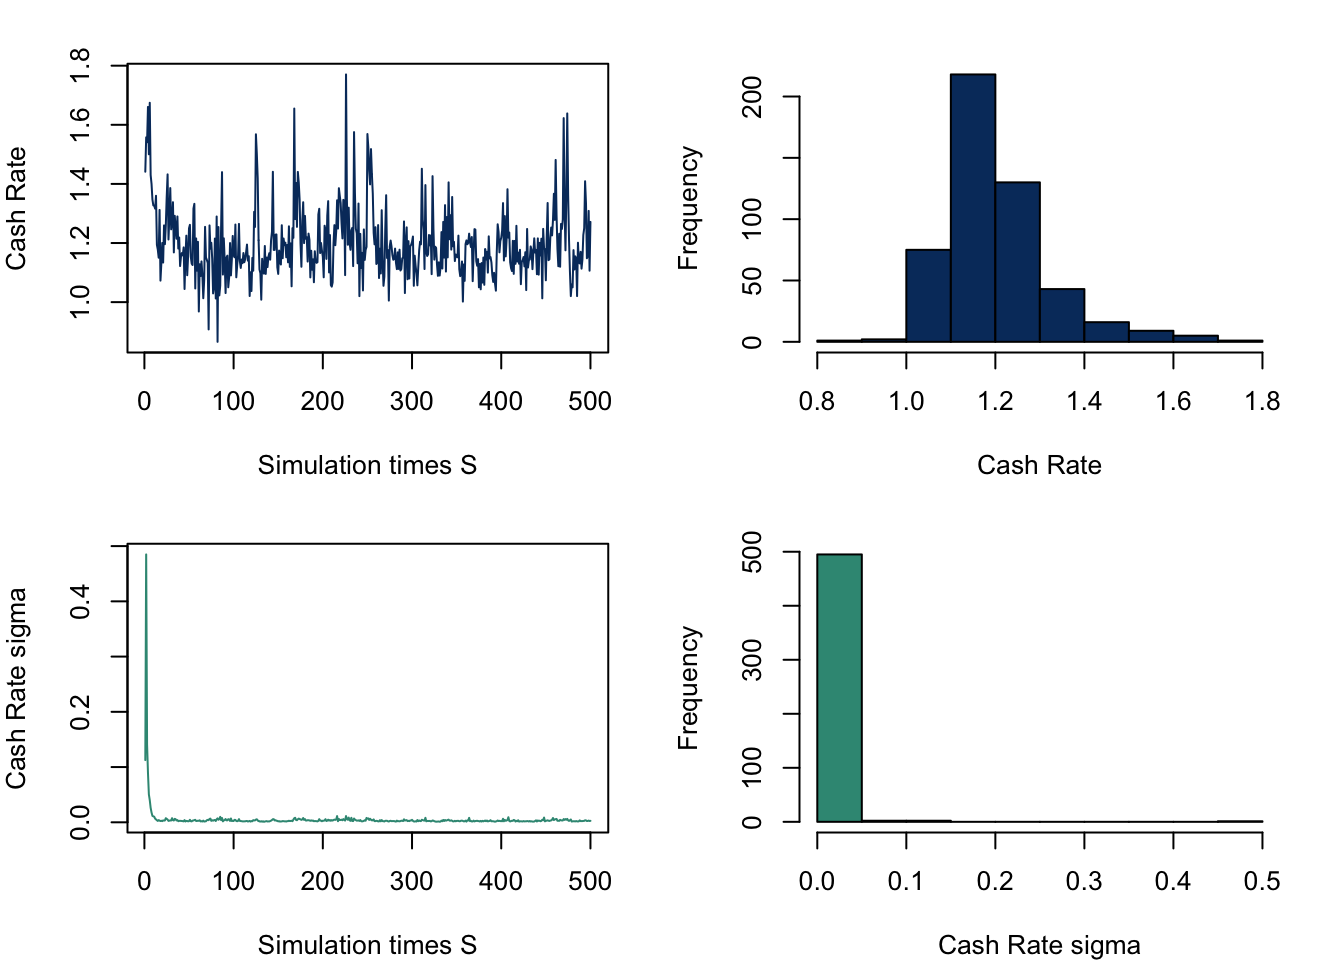 Cash Rate
1.0 1.2 1.4 1.6 1.8
0 100 200 300 400 500
Simulation times S
Frequency
0 50 100 200
0.8 1.0 1.2 1.4 1.6 1.8
Cash Rate
Cash Rate sigma
0.0 0.2 0.4
0 100 200 300 400 500
Simulation times S
Frequency
0 100 300 500
0.0 0.1 0.2 0.3 0.4 0.5
Cash Rate sigma